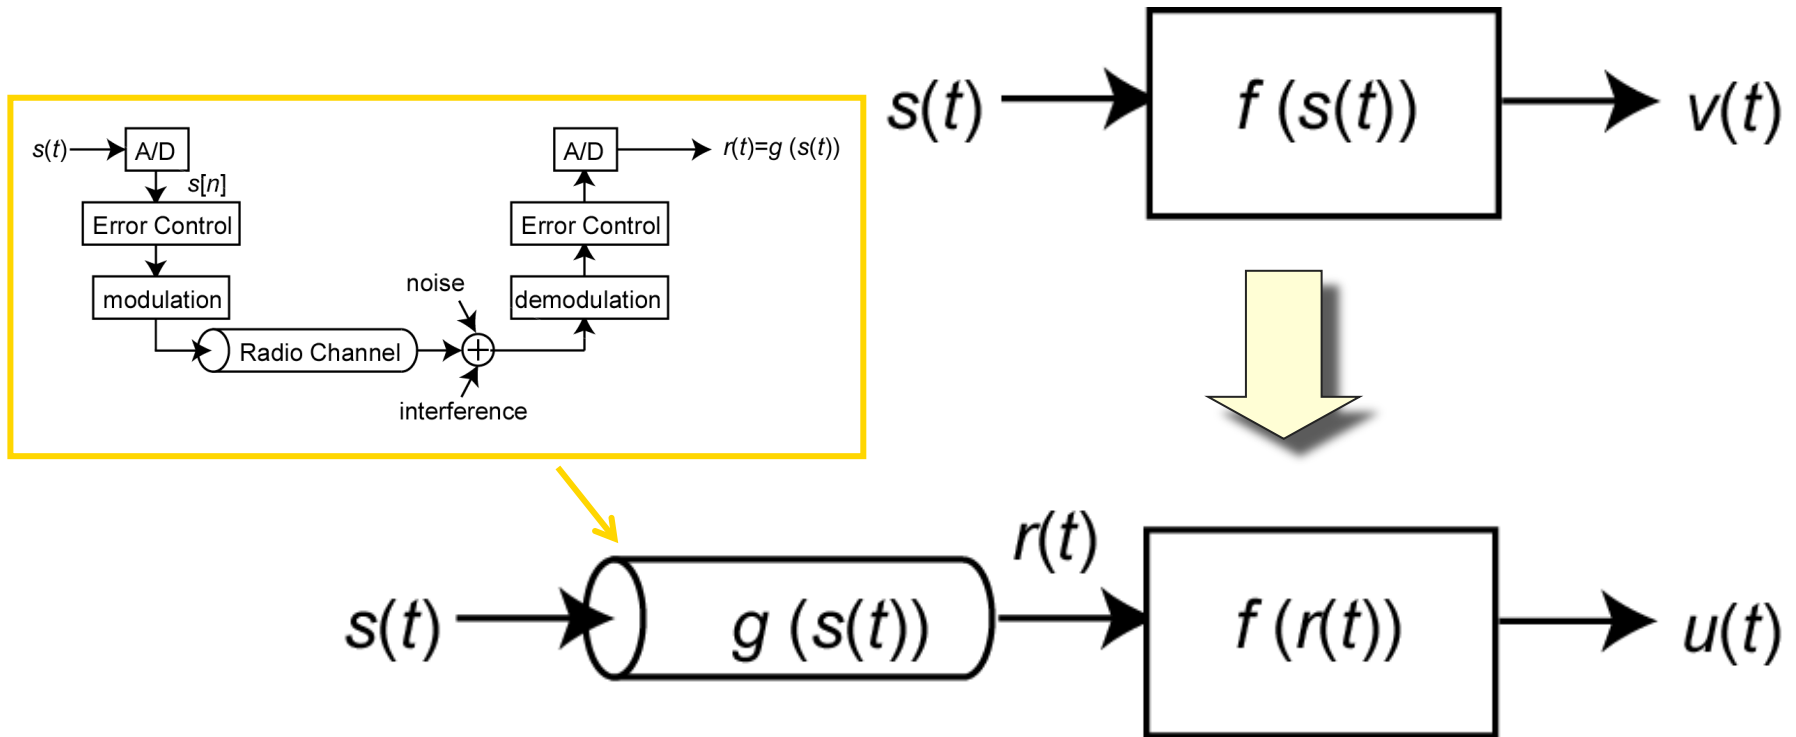 s(t)
A/D
s[n]
Error Control
modulation
Radio Channel
noise
interference
demodulation
Error Control
A/D
r(t)=g (s(t))
s(t)
f (s(t))
v(t)
s(t)
g (s(t))
r(t)
f (r(t))
u(t)